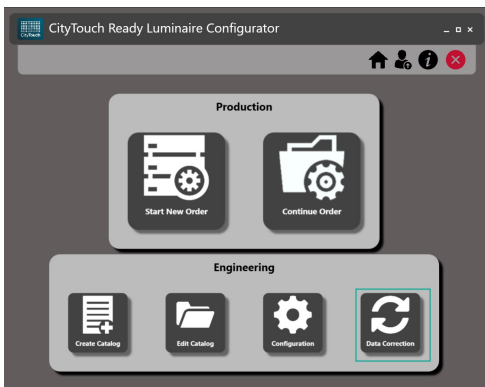 CityTouch
CityTouch Ready Luminaire Configurator
Production
Start New Order
Continue Order
Engineering
Create Catalog
Edit Catalog
Configuration
Data Correction